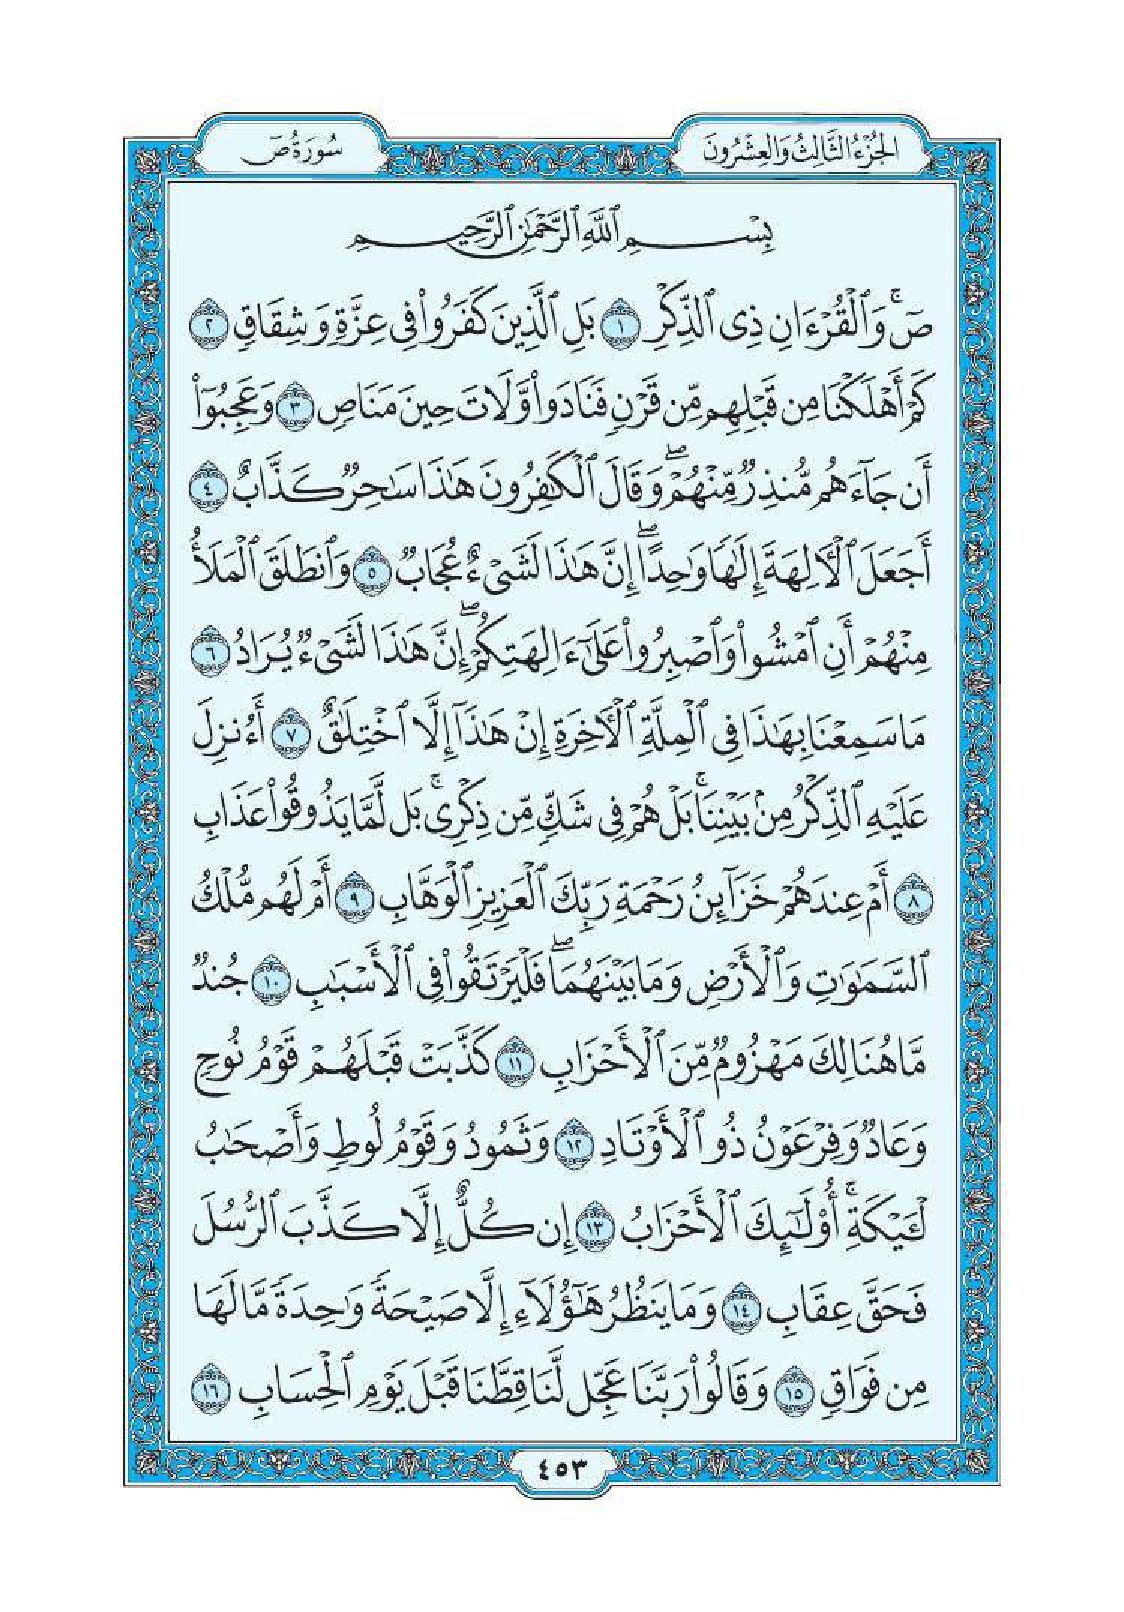 الجُزْءُ الثَّالِثُ وَالعِشْرُونَ
سُورَةُ صٓ
بِسْمِ ٱللَّهِ ٱلرَّحْمَٰنِ ٱلرَّحِيمِ
صٓۚ وَٱلْقُرْءَانِ ذِى ٱلذِّكْرِ ١ بَلِ ٱلَّذِينَ كَفَرُوا۟ فِى عِزَّةٍ وَشِقَاقٍ ٢
كَمْ أَهْلَكْنَا مِن قَبْلِهِم مِّن قَرْنٍ فَنَادَوا۟ وَّلَاتَ حِينَ مَنَاصٍ ٣ وَعَجِبُوٓا۟
أَن جَآءَهُم مُّنذِرٌ مِّنْهُمْۖ وَقَالَ ٱلْكَٰفِرُونَ هَٰذَا سَٰحِرٌ كَذَّابٌ ٤
أَجَعَلَ ٱلْءَالِهَةَ إِلَٰهًا وَٰحِدًاۖ إِنَّ هَٰذَا لَشَىْءٌ عُجَابٌ ٥ وَٱنطَلَقَ ٱلْمَلَأُ
مِنْهُمْ أَنِ ٱمْشُوا۟ وَٱصْبِرُوا۟ عَلَىٰٓ ءَالِهَتِكُمْۖ إِنَّ هَٰذَا لَشَىْءٌ يُرَادُ ٦
مَا سَمِعْنَا بِهَٰذَا فِى ٱلْمِلَّةِ ٱلْءَاخِرَةِ إِنْ هَٰذَآ إِلَّا ٱخْتِلَٰقٌ ٧ أَءُنزِلَ
عَلَيْهِ ٱلذِّكْرُ مِنۢ بَيْنِنَاۚ بَلْ هُمْ فِى شَكٍّ مِّن ذِكْرِىۚ بَل لَّمَّا يَذُوقُوا۟ عَذَابِ
٨ أَمْ عِندَهُمْ خَزَآئِنُ رَحْمَةِ رَبِّكَ ٱلْعَزِيزِ ٱلْوَهَّابِ ٩ أَمْ لَهُم مُّلْكُ
ٱلسَّمَٰوَٰتِ وَٱلْأَرْضِ وَمَا بَيْنَهُمَاۖ فَلْيَرْتَقُوا۟ فِى ٱلْأَسْبَٰبِ ١٠ جُندٌ
مَّا هُنَالِكَ مَهْزُومٌ مِّنَ ٱلْأَحْزَابِ ١١ كَذَّبَتْ قَبْلَهُمْ قَوْمُ نُوحٍ
وَعَادٌ وَفِرْعَوْنُ ذُو ٱلْأَوْتَادِ ١٢ وَثَمُودُ وَقَوْمُ لُوطٍ وَأَصْحَٰبُ
لْـَٔيْكَةِۚ أُو۟لَٰٓئِكَ ٱلْأَحْزَابُ ١٣ إِن كُلٌّ إِلَّا كَذَّبَ ٱلرُّسُلَ
فَحَقَّ عِقَابِ ١٤ وَمَا يَنظُرُ هَٰٓؤُلَآءِ إِلَّا صَيْحَةً وَٰحِدَةً مَّا لَهَا
مِن فَوَاقٍ ١٥ وَقَالُوا۟ رَبَّنَا عَجِّل لَّنَا قِطَّنَا قَبْلَ يَوْمِ ٱلْحِسَابِ ١٦
٤٥٣